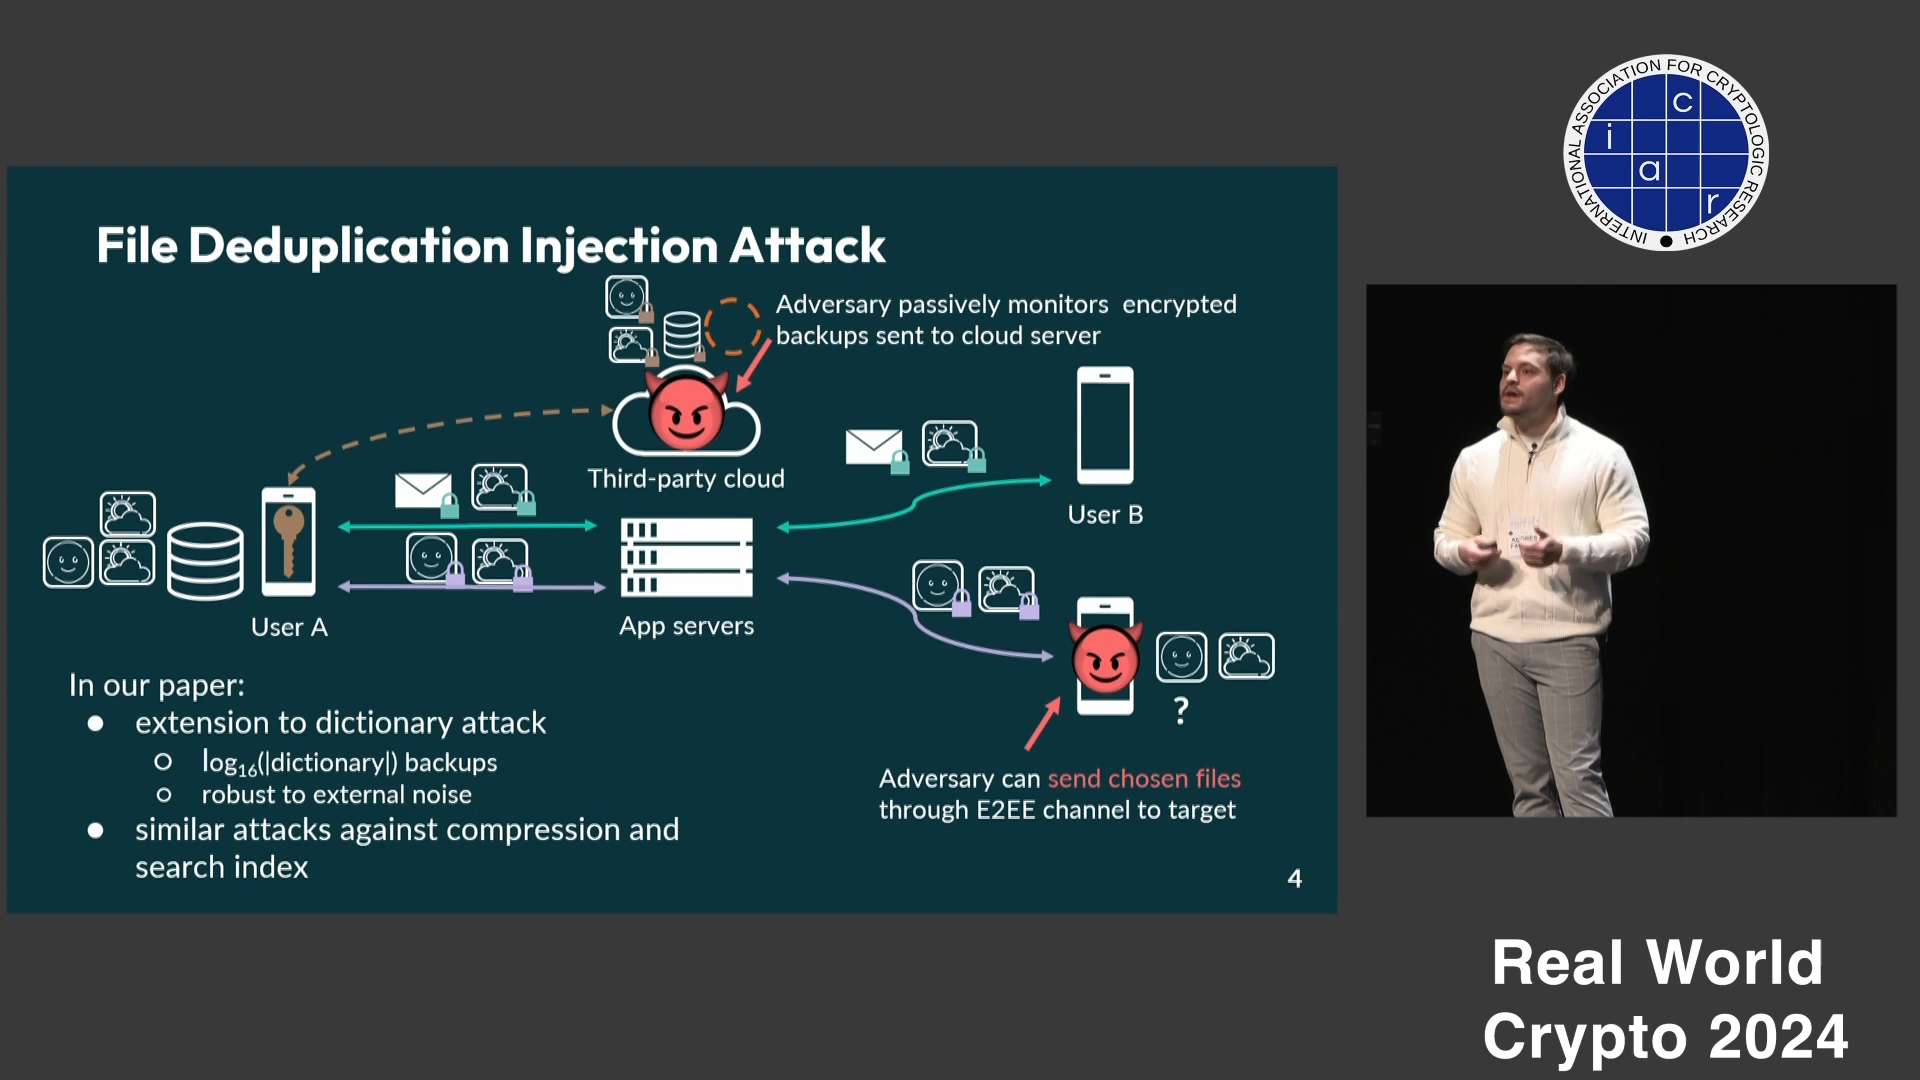 INTERNATIONAL ASSOCIATION FOR CRYPTOLOGIC RESEARCH
c
i
a
r
File Deduplication Injection Attack
Adversary passively monitors encrypted
backups sent to cloud server
Third-party cloud
User B
User A
App servers
?
In our paper:
● extension to dictionary attack
○ log₁₆(|dictionary|) backups
○ robust to external noise
● similar attacks against compression and
search index
Adversary can send chosen files
through E2EE channel to target
4
Real World
Crypto 2024